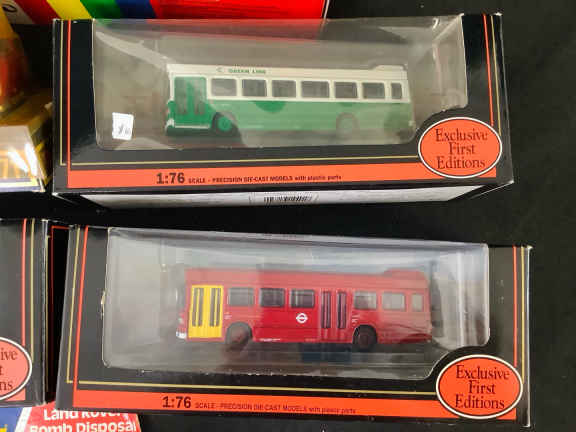 GREEN LINE
Exclusive
First
Editions
1:76 SCALE - PRECISION DIE-CAST MODELS with plastic parts
1:76 SCALE - PRECISION DIE-CAST MODELS with plastic parts
Exclusive
First
Editions
Land Rover
Bomb Disposal